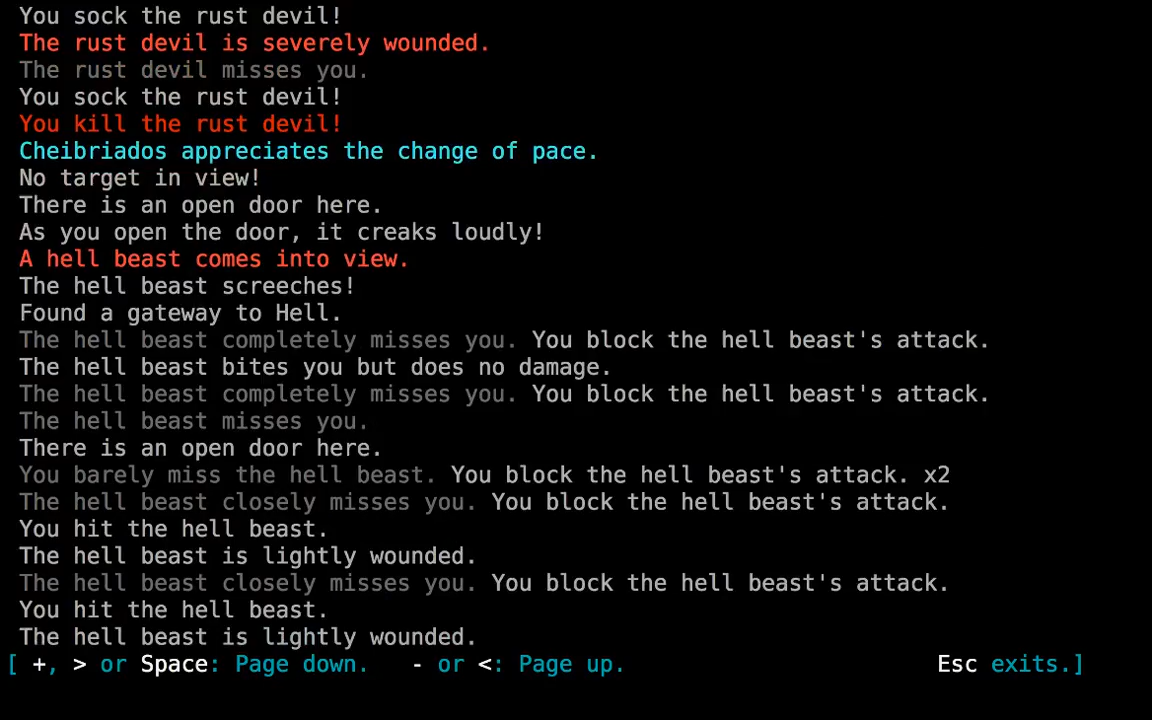 You sock the rust devil!
The rust devil is severely wounded.
The rust devil misses you.
You sock the rust devil!
You kill the rust devil!
Cheibriados appreciates the change of pace.
No target in view!
There is an open door here.
As you open the door, it creaks loudly!
A hell beast comes into view.
The hell beast screeches!
Found a gateway to Hell.
The hell beast completely misses you. You block the hell beast's attack.
The hell beast bites you but does no damage.
The hell beast completely misses you. You block the hell beast's attack.
The hell beast misses you.
There is an open door here.
You barely miss the hell beast. You block the hell beast's attack. x2
The hell beast closely misses you. You block the hell beast's attack.
You hit the hell beast.
The hell beast is lightly wounded.
The hell beast closely misses you. You block the hell beast's attack.
You hit the hell beast.
The hell beast is lightly wounded.
[ +, > or Space: Page down.   - or <: Page up.                       Esc exits.]